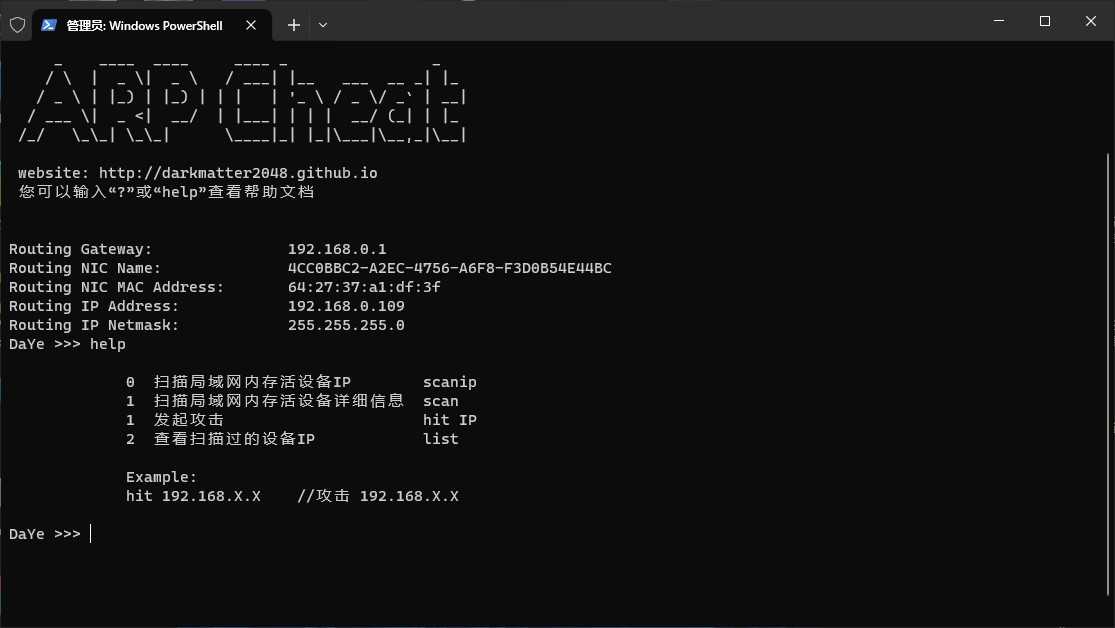 管理员: Windows PowerShell
ARP Cheat
website: http://darkmatter2048.github.io
您可以输入“?”或“help”查看帮助文档
Routing Gateway: 192.168.0.1
Routing NIC Name: 4CC0BBC2-A2EC-4756-A6F8-F3D0B54E44BC
Routing NIC MAC Address: 64:27:37:a1:df:3f
Routing IP Address: 192.168.0.109
Routing IP Netmask: 255.255.255.0
DaYe >>> help
0 扫描局域网内存活设备IP scanip
1 扫描局域网内存活设备详细信息 scan
1 发起攻击 hit IP
2 查看扫描过的设备IP list
Example:
hit 192.168.X.X //攻击 192.168.X.X
DaYe >>>